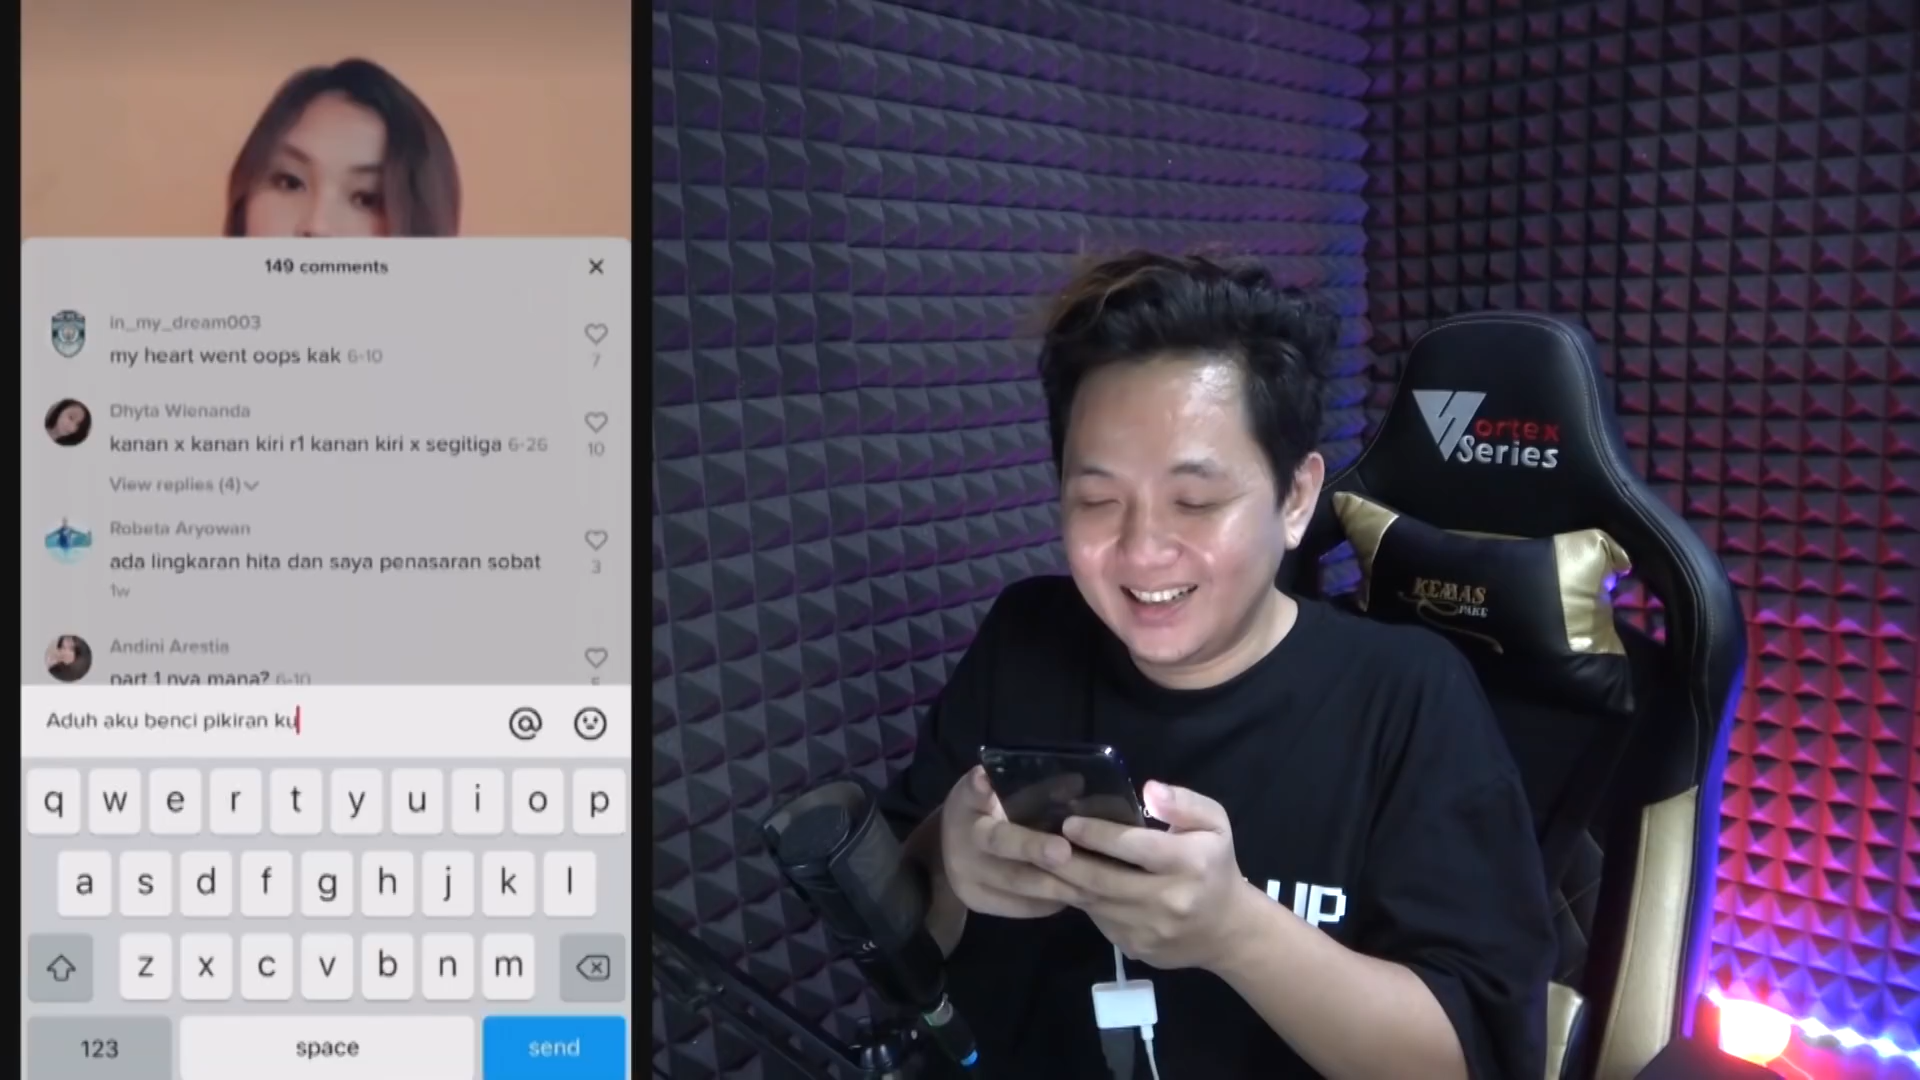 149 comments
in_my_dream003
my heart went oops kak 6-10
7
Dhyta Wienanda
kanan x kanan kiri r1 kanan kiri x segitiga 6-26
10
View replies (4)
Robeta Aryowan
ada lingkaran hita dan saya penasaran sobat
1w
3
Andini Arestia
part 1 nya mana? 6-10
Aduh aku benci pikiran ku
q w e r t y u i o p
a s d f g h j k l
z x c v b n m
123 space send
Vortex
Series
KEMAS
PAKE
UP